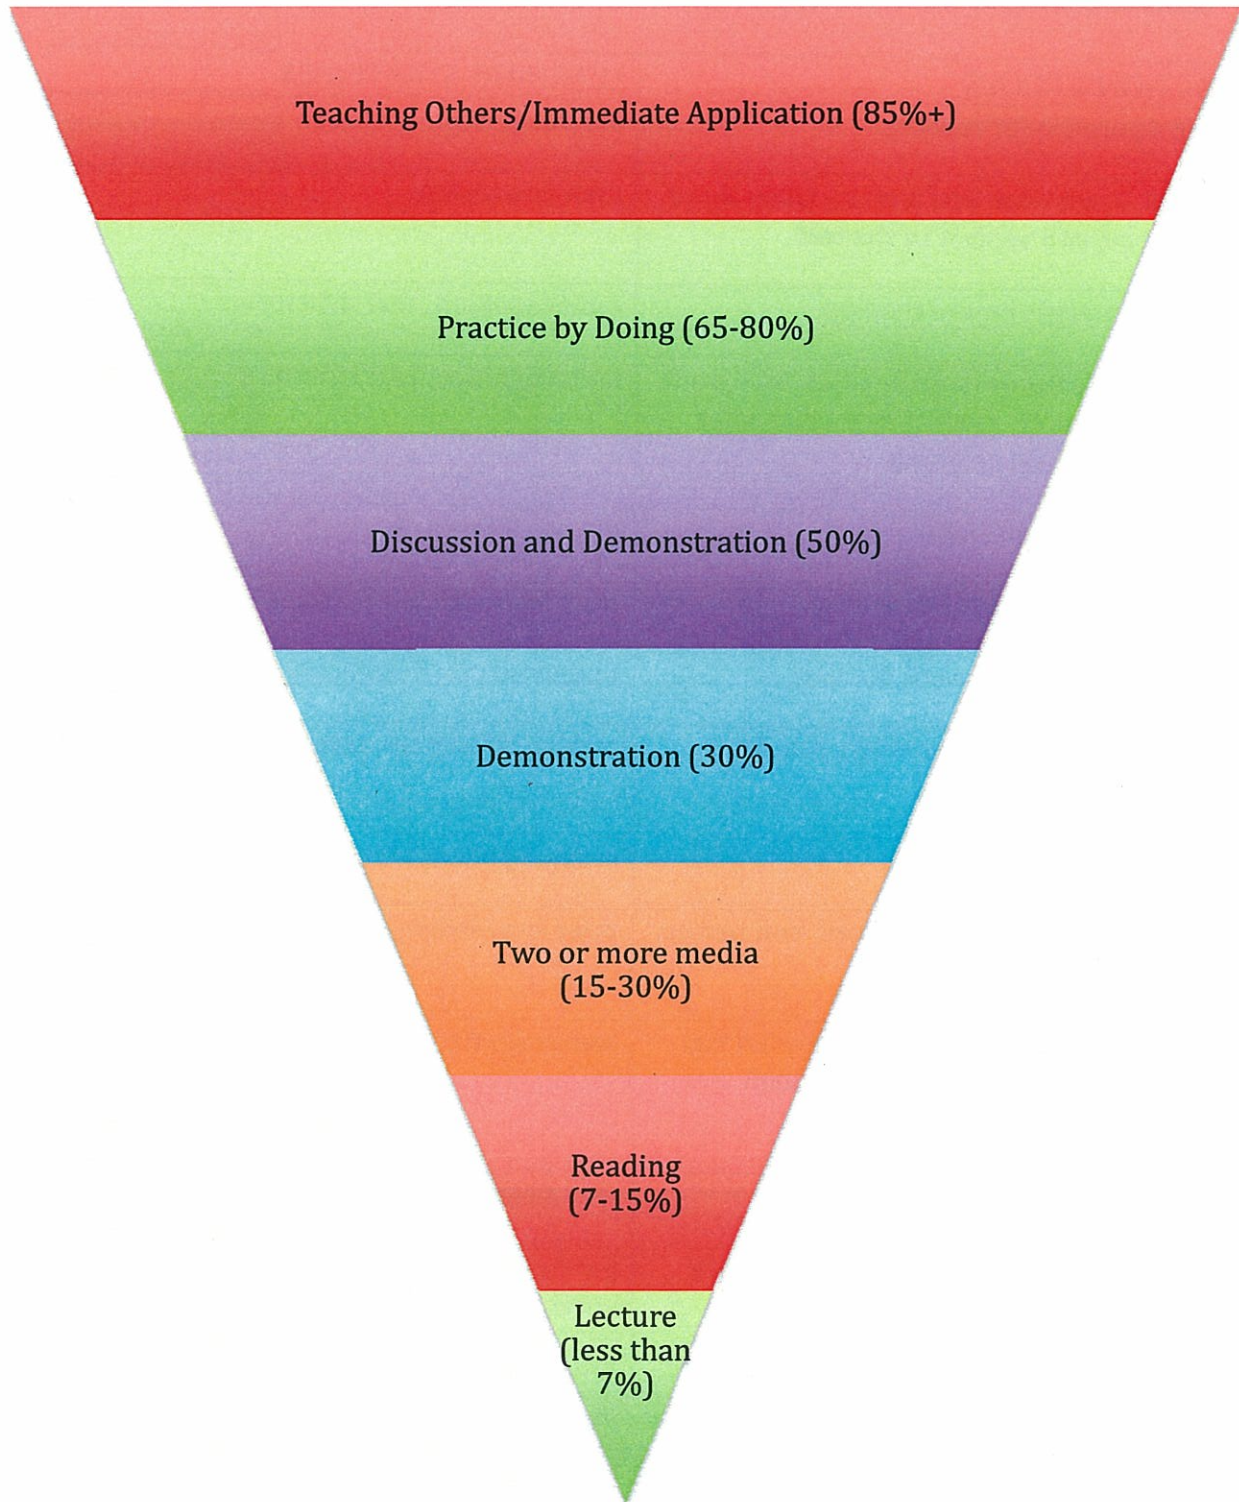 Teaching Others/Immediate Application (85%+)
Practice by Doing (65-80%)
Discussion and Demonstration (50%)
Demonstration (30%)
Two or more media
(15-30%)
Reading
(7-15%)
Lecture
(less than
7%)